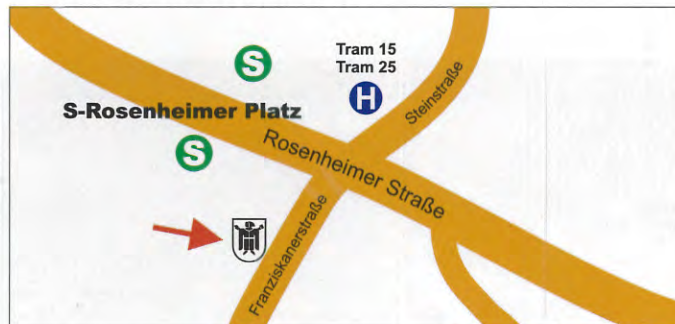 Tram 15
Tram 25
S
H
S-Rosenheimer Platz
S
Rosenheimer Straße
Steinstraße
Franziskanerstraße